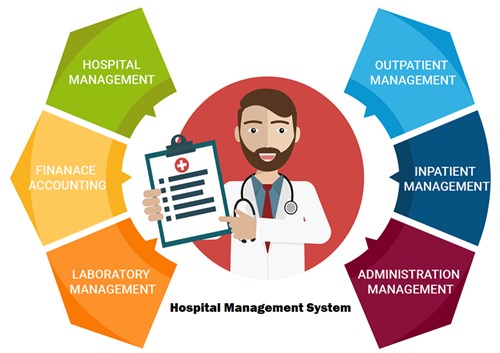 HOSPITAL
MANAGEMENT
FINANACE
ACCOUNTING
LABORATORY
MANAGEMENT
OUTPATIENT
MANAGEMENT
INPATIENT
MANAGEMENT
ADMINISTRATION
MANAGEMENT
Hospital Management System